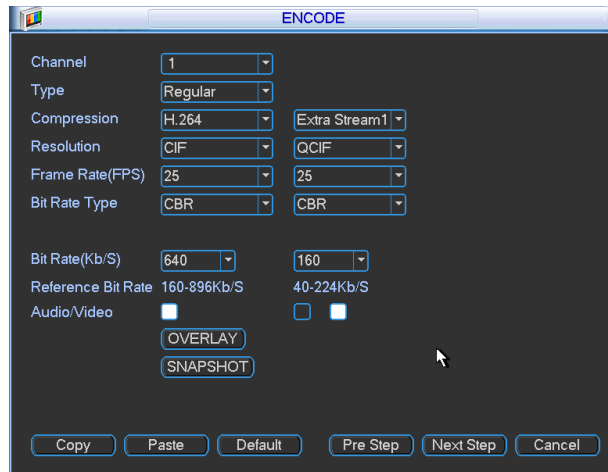 ENCODE
Channel 1
Type Regular
Compression H.264 Extra Stream1
Resolution CIF QCIF
Frame Rate(FPS) 25 25
Bit Rate Type CBR CBR
Bit Rate(Kb/S) 640 160
Reference Bit Rate 160-896Kb/S 40-224Kb/S
Audio/Video
OVERLAY
SNAPSHOT
Copy Paste Default Pre Step Next Step Cancel